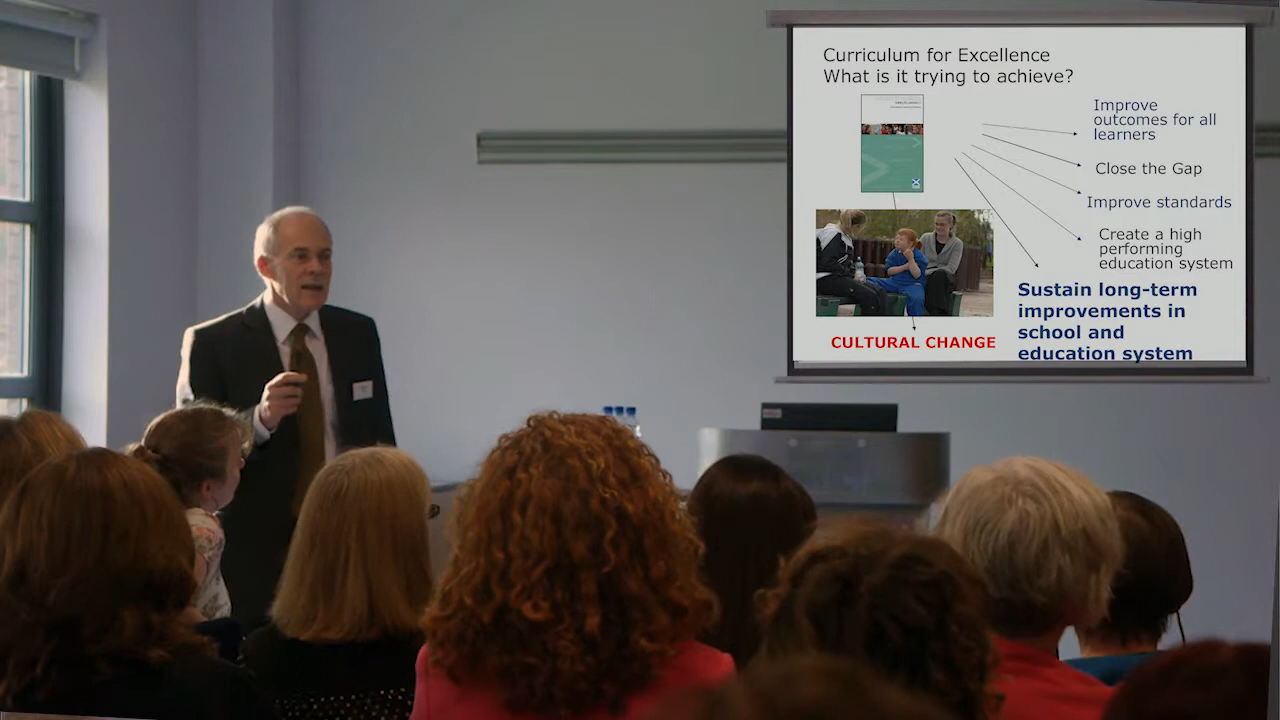 Curriculum for Excellence
What is it trying to achieve?
Improve
outcomes for all
learners
Close the Gap
Improve standards
Create a high
performing
education system
Sustain long-term
improvements in
school and
education system
CULTURAL CHANGE